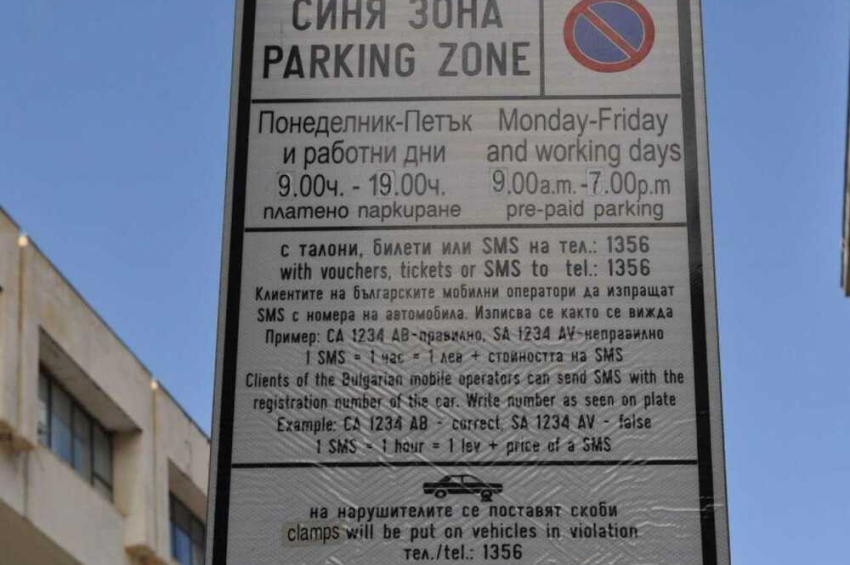 СИНЯ ЗОНА
PARKING ZONE
Понеделник-Петък
и работни дни
9.00ч. - 19.00ч.
платено паркиране
Monday-Friday
and working days
9.00a.m.-7.00p.m
pre-paid parking
с талони, билети или SMS на тел.: 1356
with vouchers, tickets or SMS to tel.: 1356
Клиентите на българските мобилни оператори да изпращат
SMS с номера на автомобила. Изписва се както се вижда
Пример: СА 1234 АВ-правилно, SA 1234 AV-неправилно
1 SMS = 1 час = 1 лев + стойността на SMS
Clients of the Bulgarian mobile operators can send SMS with the
registration number of the car. Write number as seen on plate
Example: CA 1234 AB - correct, SA 1234 AV - false
1 SMS = 1 hour = 1 lev + price of a SMS
на нарушителите се поставят скоби
clamps will be put on vehicles in violation
тел./tel.: 1356